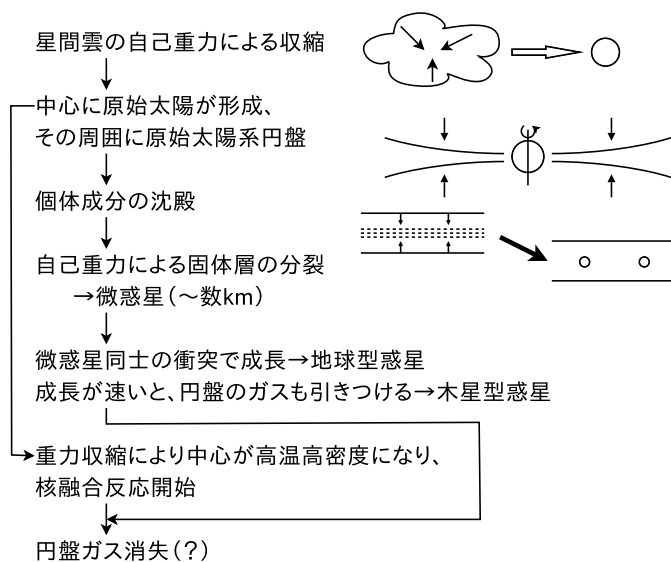 星間雲の自己重力による収縮
中心に原始太陽が形成、
その周囲に原始太陽系円盤
個体成分の沈殿
自己重力による固体層の分裂
→微惑星(～数km)
微惑星同士の衝突で成長→地球型惑星
成長が速いと、円盤のガスも引きつける→木星型惑星
重力収縮により中心が高温高密度になり、
核融合反応開始
円盤ガス消失(?)